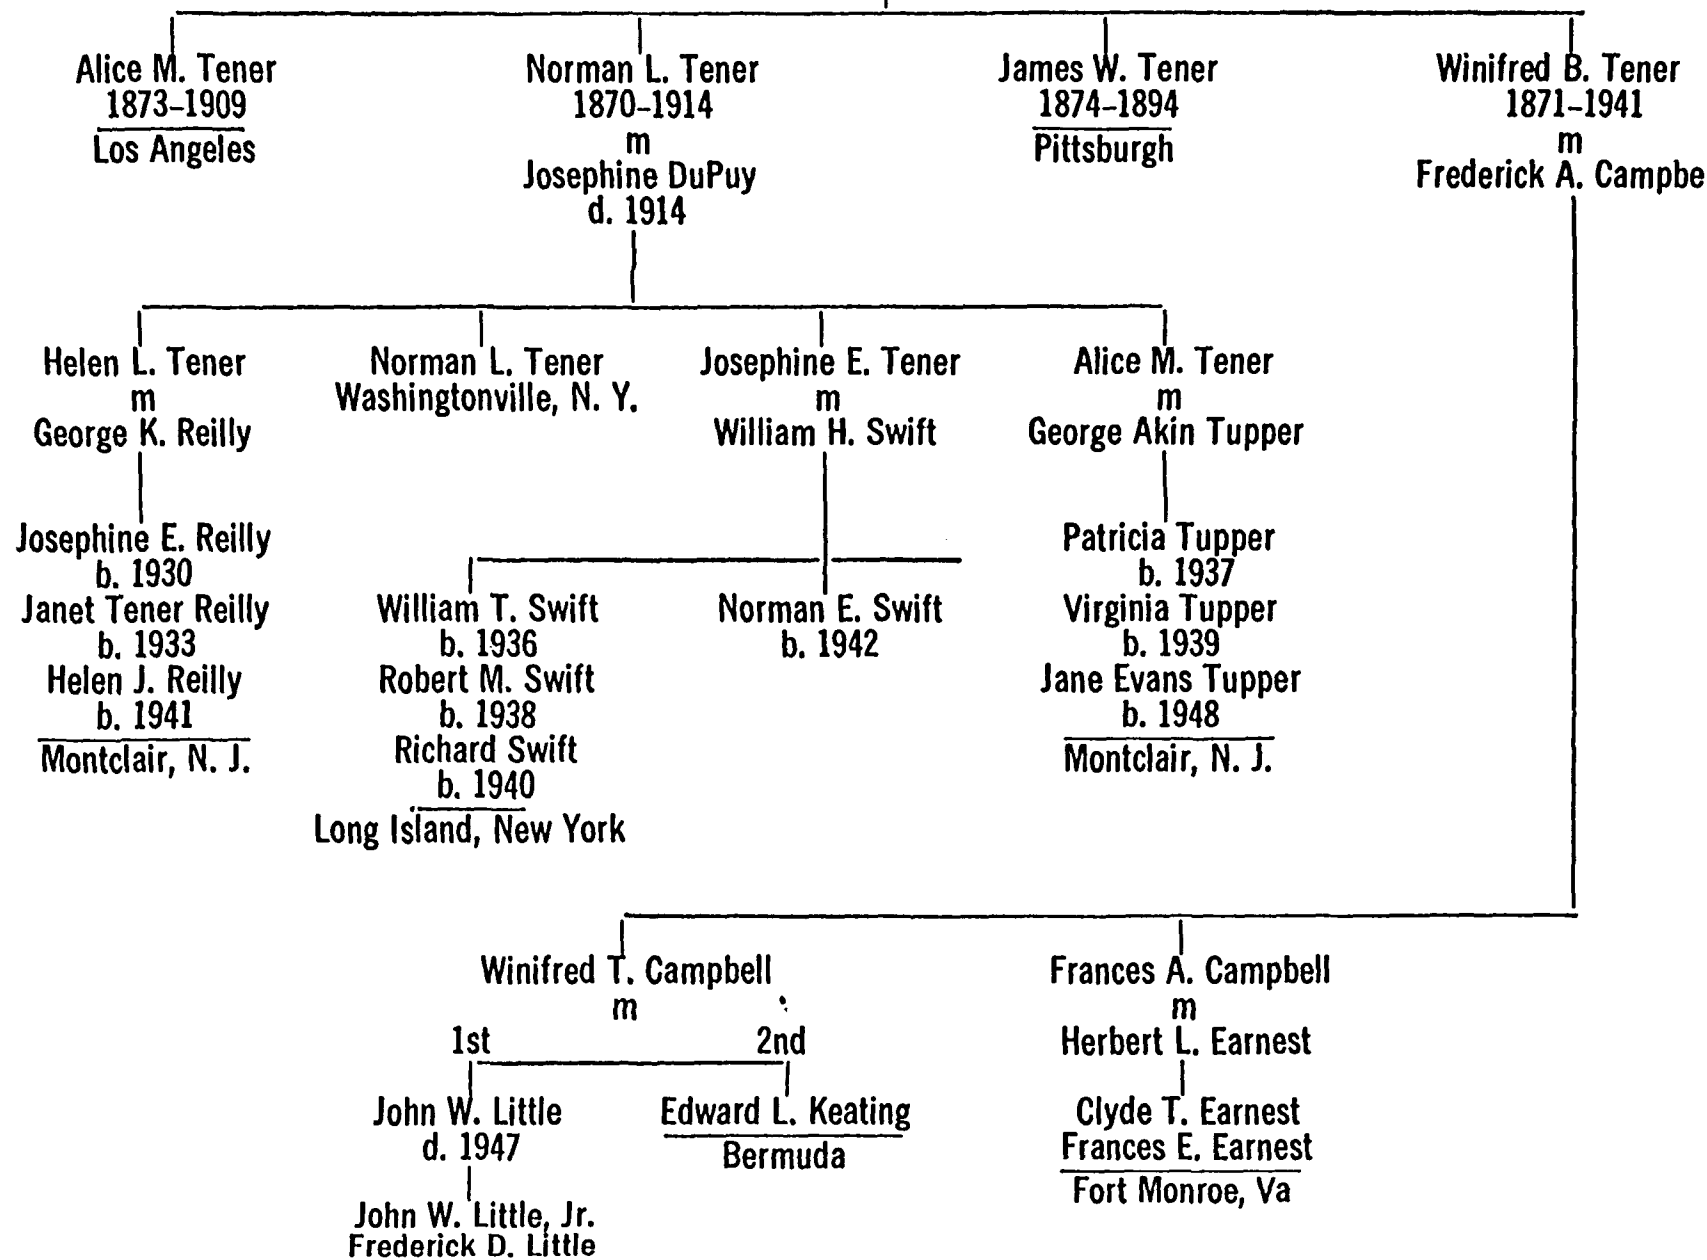 Alice M. Tener
1873-1909
Los Angeles
Norman L. Tener
1870-1914
m
Josephine DuPuy
d. 1914
James W. Tener
1874-1894
Pittsburgh
Winifred B. Tener
1871-1941
m
Frederick A. Campbe
Helen L. Tener
m
George K. Reilly
Josephine E. Reilly
b. 1930
Janet Tener Reilly
b. 1933
Helen J. Reilly
b. 1941
Montclair, N. J.
Norman L. Tener
Washingtonville, N. Y.
Josephine E. Tener
m
William H. Swift
William T. Swift
b. 1936
Robert M. Swift
b. 1938
Richard Swift
b. 1940
Long Island, New York
Norman E. Swift
b. 1942
Alice M. Tener
m
George Akin Tupper
Patricia Tupper
b. 1937
Virginia Tupper
b. 1939
Jane Evans Tupper
b. 1948
Montclair, N. J.
Winifred T. Campbell
m
1st
2nd
John W. Little
d. 1947
John W. Little, Jr.
Frederick D. Little
Edward L. Keating
Bermuda
Frances A. Campbell
m
Herbert L. Earnest
Clyde T. Earnest
Frances E. Earnest
Fort Monroe, Va